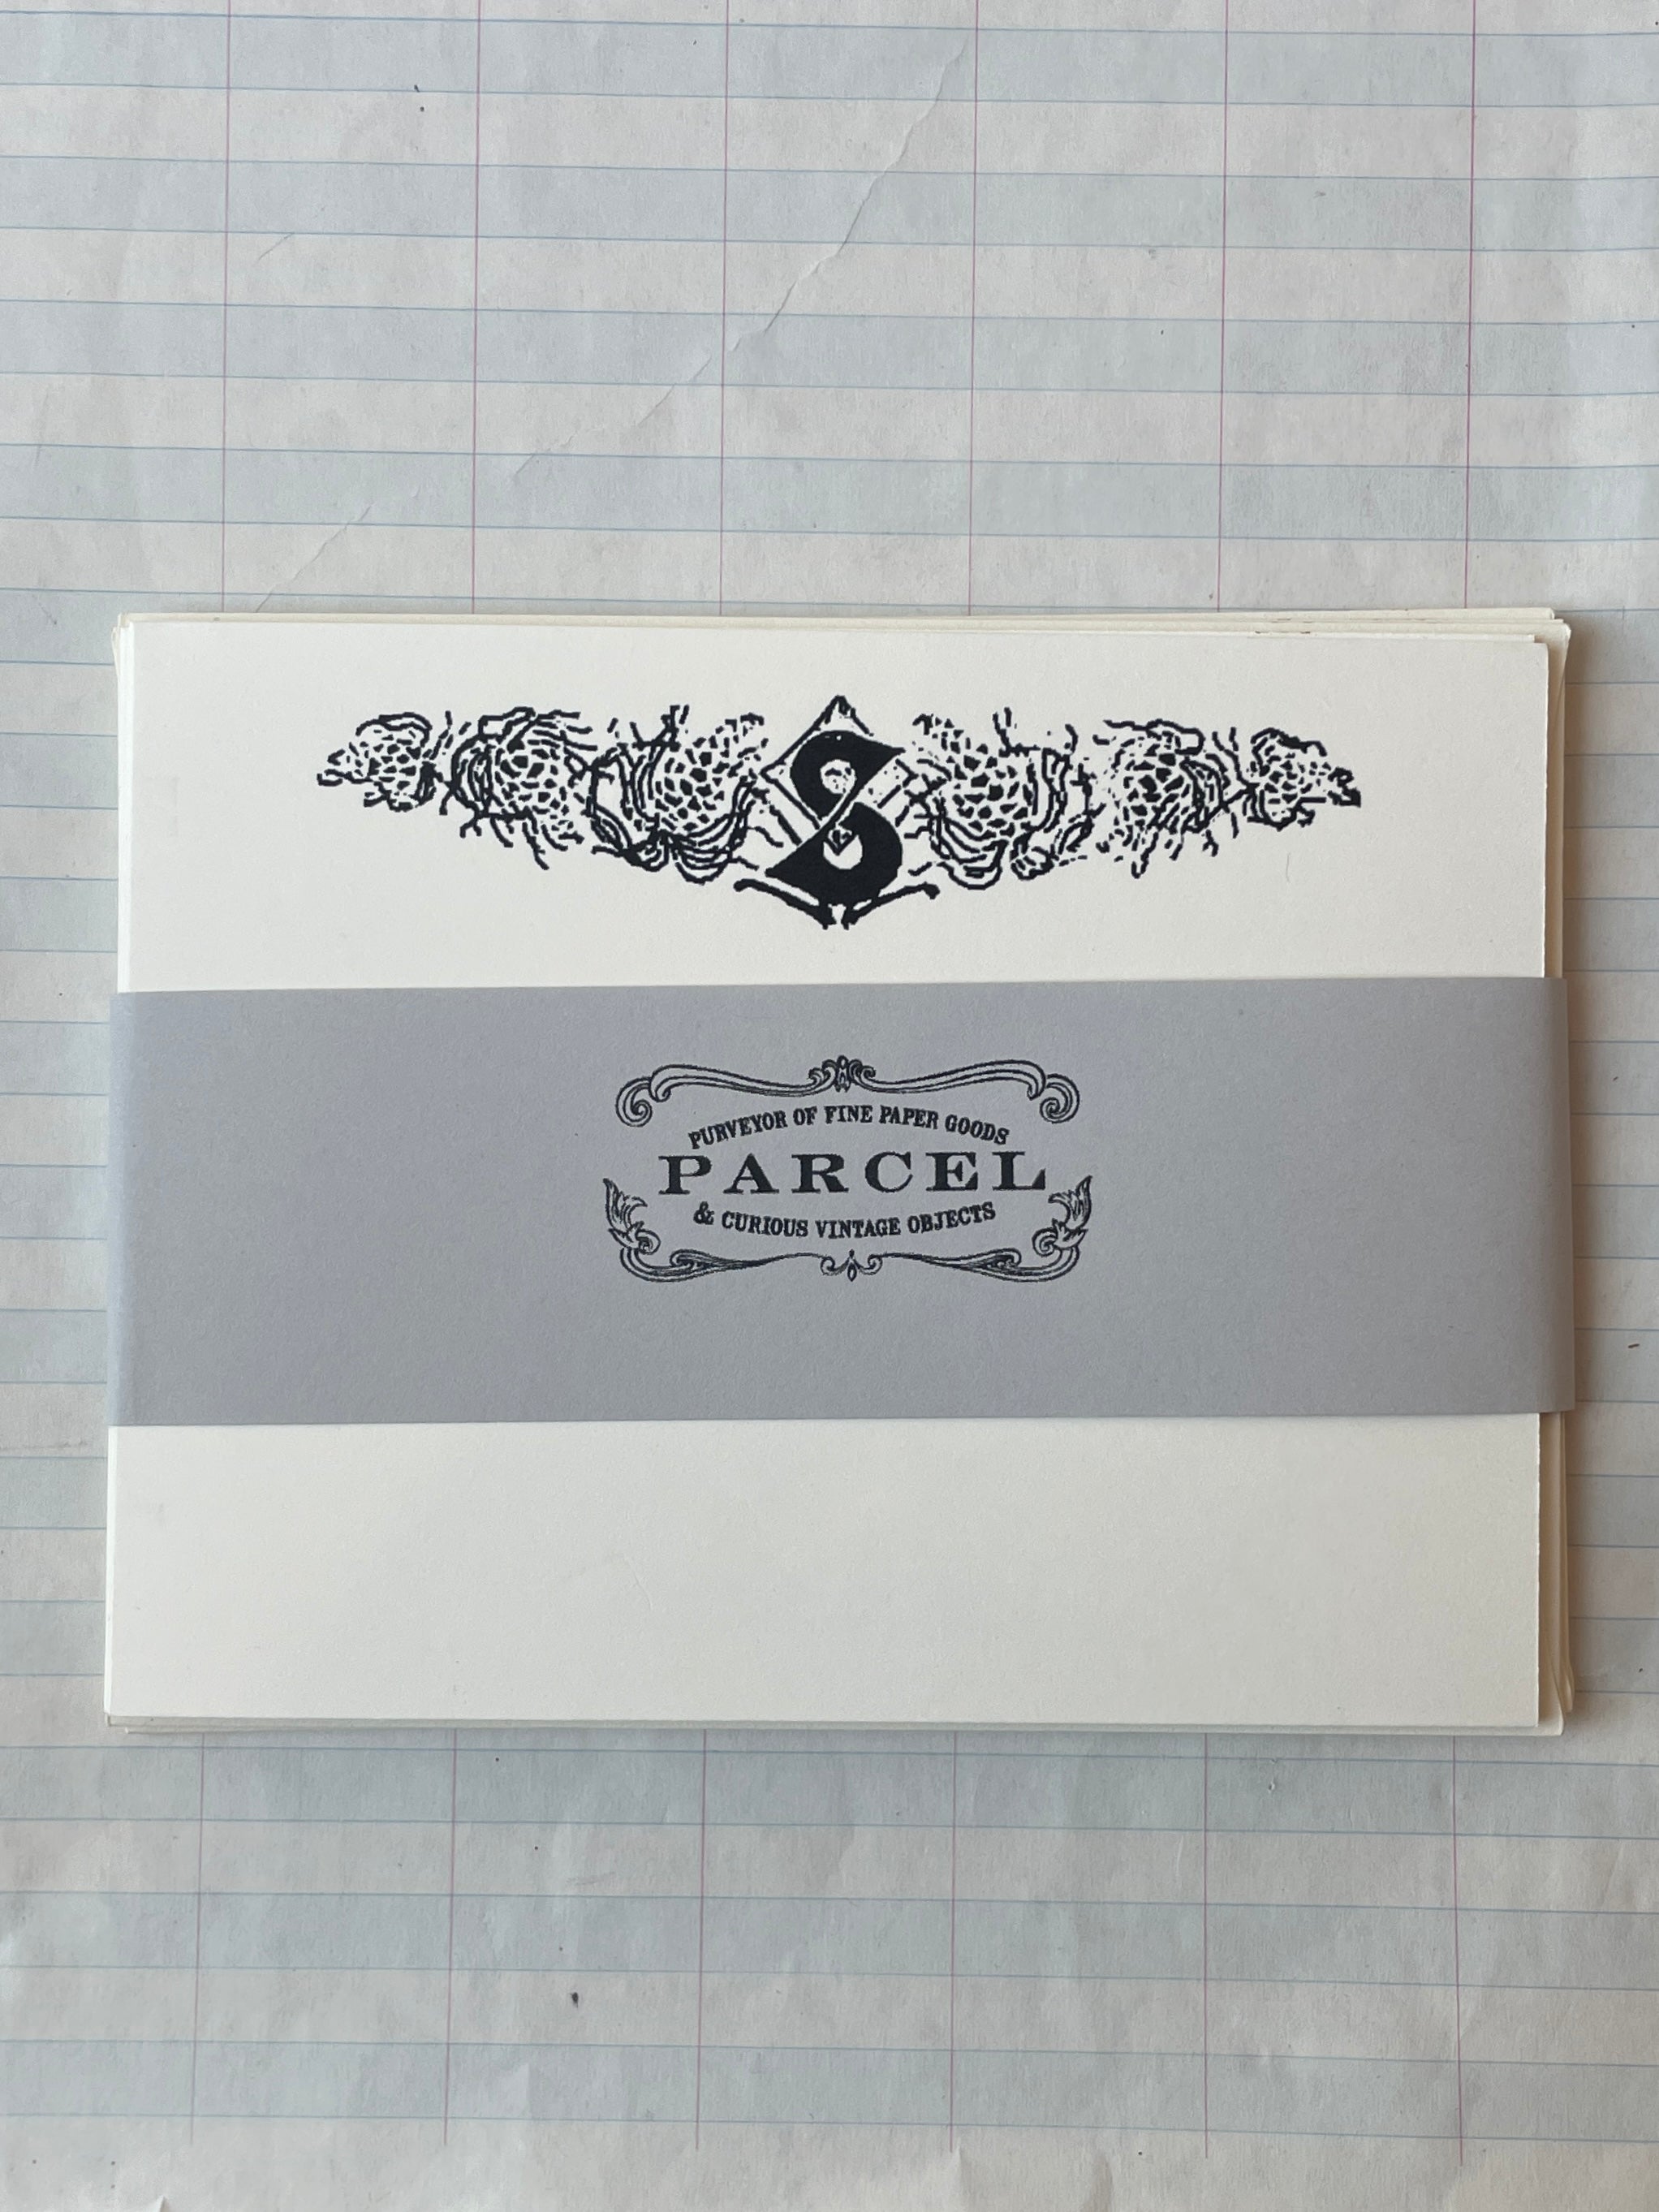 S
PURVEYOR OF FINE PAPER GOODS
PARCEL
& CURIOUS VINTAGE OBJECTS